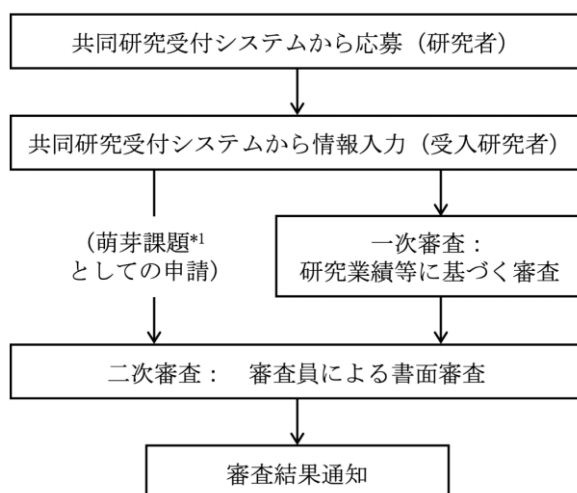 共同研究受付システムから応募（研究者）
共同研究受付システムから情報入力（受入研究者）
（萌芽課題*1
としての申請）
一次審査：
研究業績等に基づく審査
二次審査：　審査員による書面審査
審査結果通知